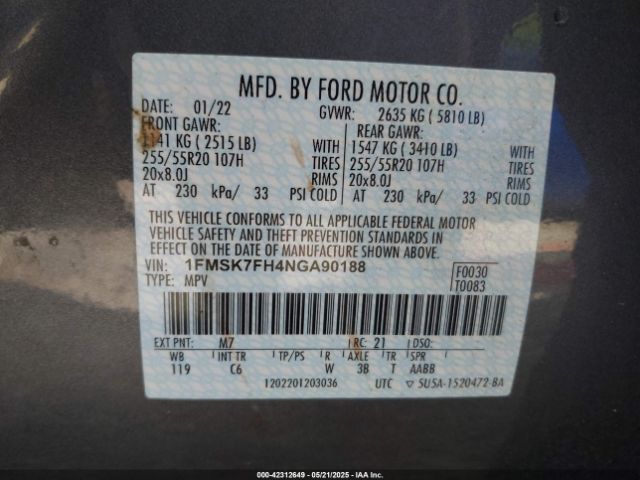 MFD. BY FORD MOTOR CO.
DATE: 01/22 GVWR: 2635 KG ( 5810 LB)
FRONT GAWR: REAR GAWR:
1141 KG ( 2515 LB) WITH 1547 KG ( 3410 LB) WITH
255/55R20 107H TIRES 255/55R20 107H TIRES
20x8.0J RIMS 20x8.0J RIMS
AT 230 kPa/ 33 PSI COLD AT 230 kPa/ 33 PSI COLD
THIS VEHICLE CONFORMS TO ALL APPLICABLE FEDERAL MOTOR
VEHICLE SAFETY AND THEFT PREVENTION STANDARDS IN
EFFECT ON THE DATE OF MANUFACTURE SHOWN ABOVE.
VIN: 1FMSK7FH4NGA90188 F0030
TYPE: MPV T0083
EXT PNT: M7 RC: 21 DSO:
WB INT TR TP/PS R AXLE TR SPR
119 C6 W 3B T AABB
1202201203036 UTC ▽ SU5A-1520472-BA
000-42312649 - 05/21/2025 - IAAI, Inc.